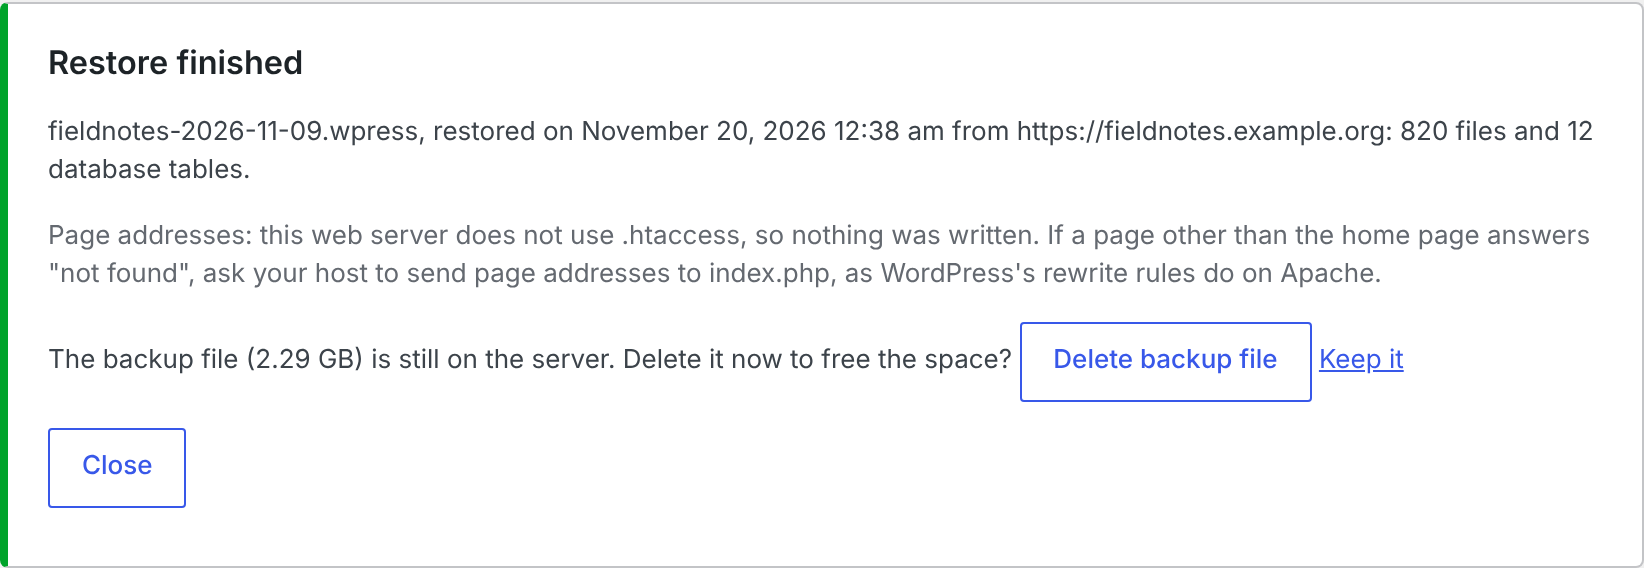 Restore finished
fieldnotes-2026-11-09.wpress, restored on November 20, 2026 12:38 am from https://fieldnotes.example.org: 820 files and 12
database tables.
Page addresses: this web server does not use .htaccess, so nothing was written. If a page other than the home page answers
"not found", ask your host to send page addresses to index.php, as WordPress's rewrite rules do on Apache.
The backup file (2.29 GB) is still on the server. Delete it now to free the space? Delete backup file Keep it
Close